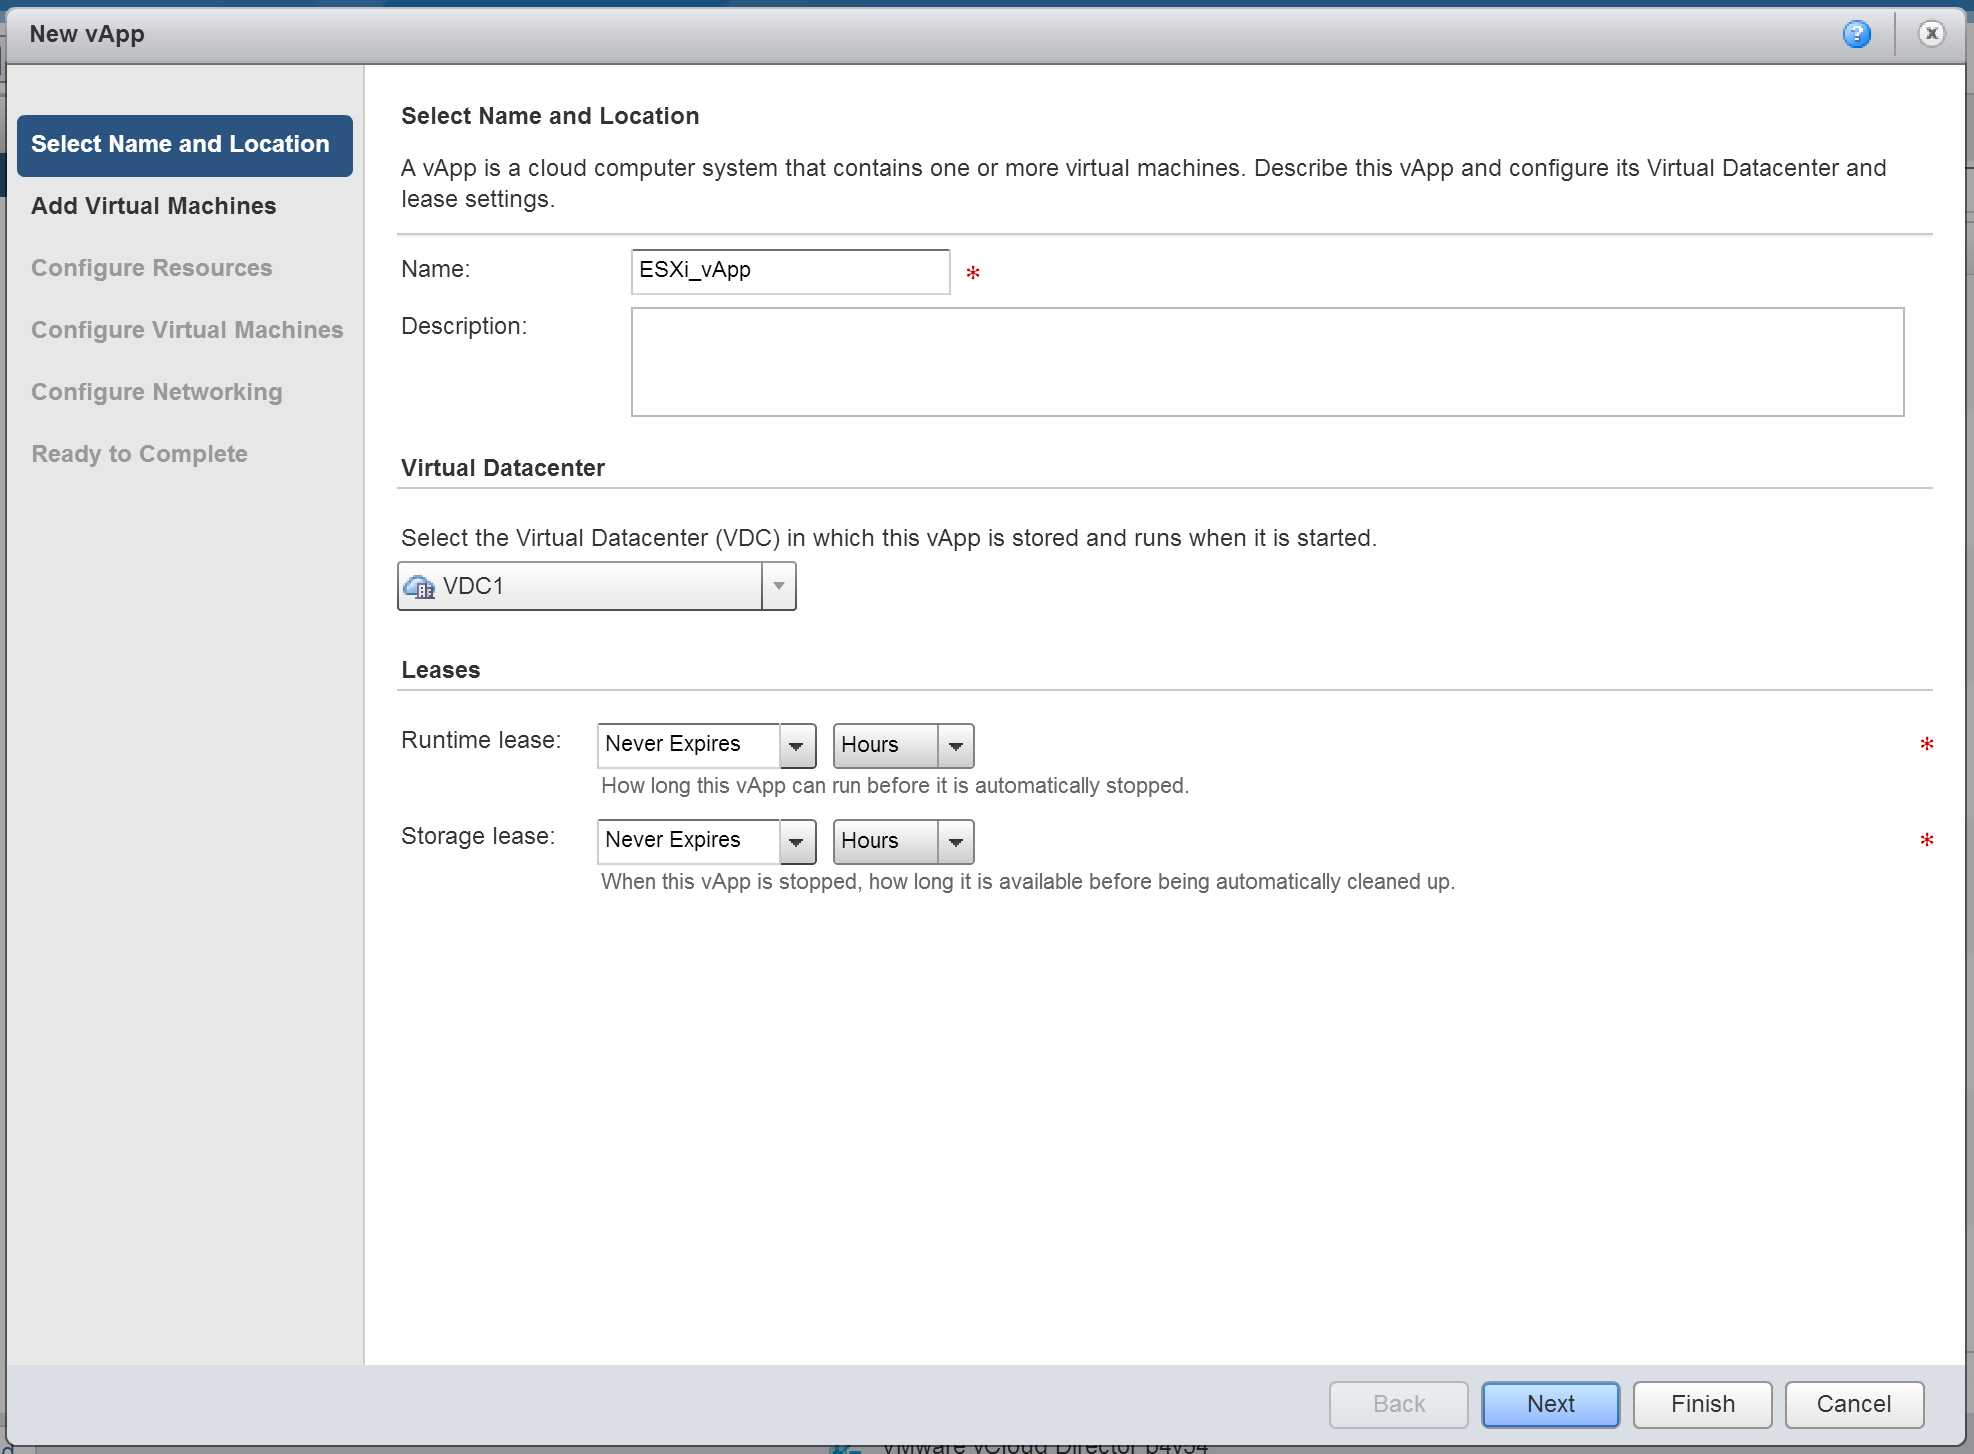 New vApp
Select Name and Location
Add Virtual Machines
Configure Resources
Configure Virtual Machines
Configure Networking
Ready to Complete
Select Name and Location
A vApp is a cloud computer system that contains one or more virtual machines. Describe this vApp and configure its Virtual Datacenter and
lease settings.
Name: ESXi_vApp *
Description:
Virtual Datacenter
Select the Virtual Datacenter (VDC) in which this vApp is stored and runs when it is started.
VDC1
Leases
Runtime lease: Never Expires Hours *
How long this vApp can run before it is automatically stopped.
Storage lease: Never Expires Hours *
When this vApp is stopped, how long it is available before being automatically cleaned up.
Back Next Finish Cancel
VMware vCloud Director